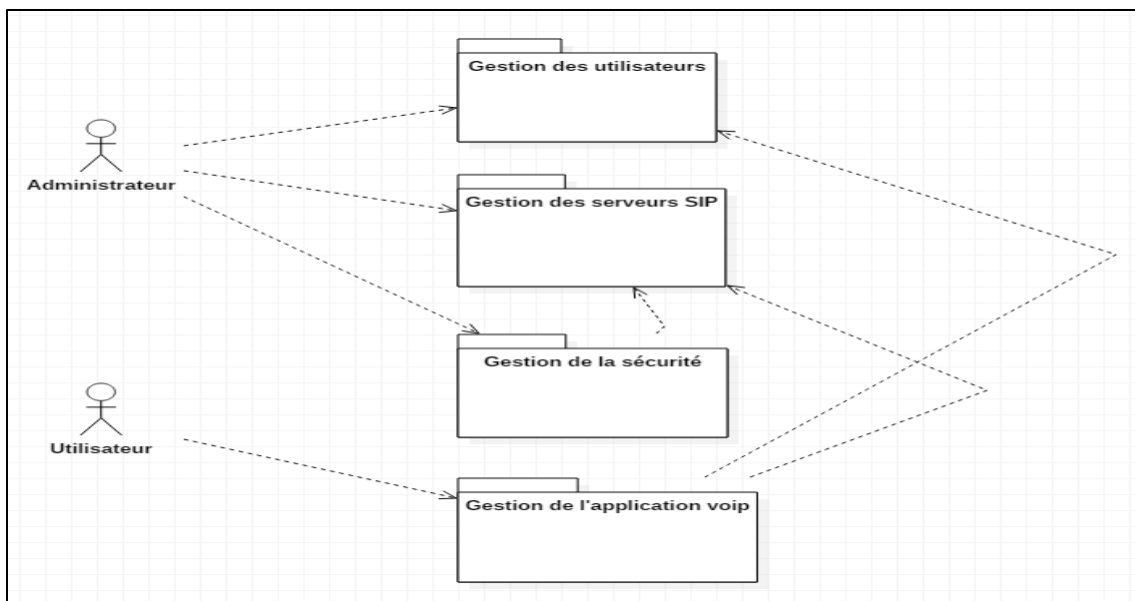 Gestion des utilisateurs
Administrateur
Gestion des serveurs SIP
Gestion de la sécurité
Utilisateur
Gestion de l'application voip